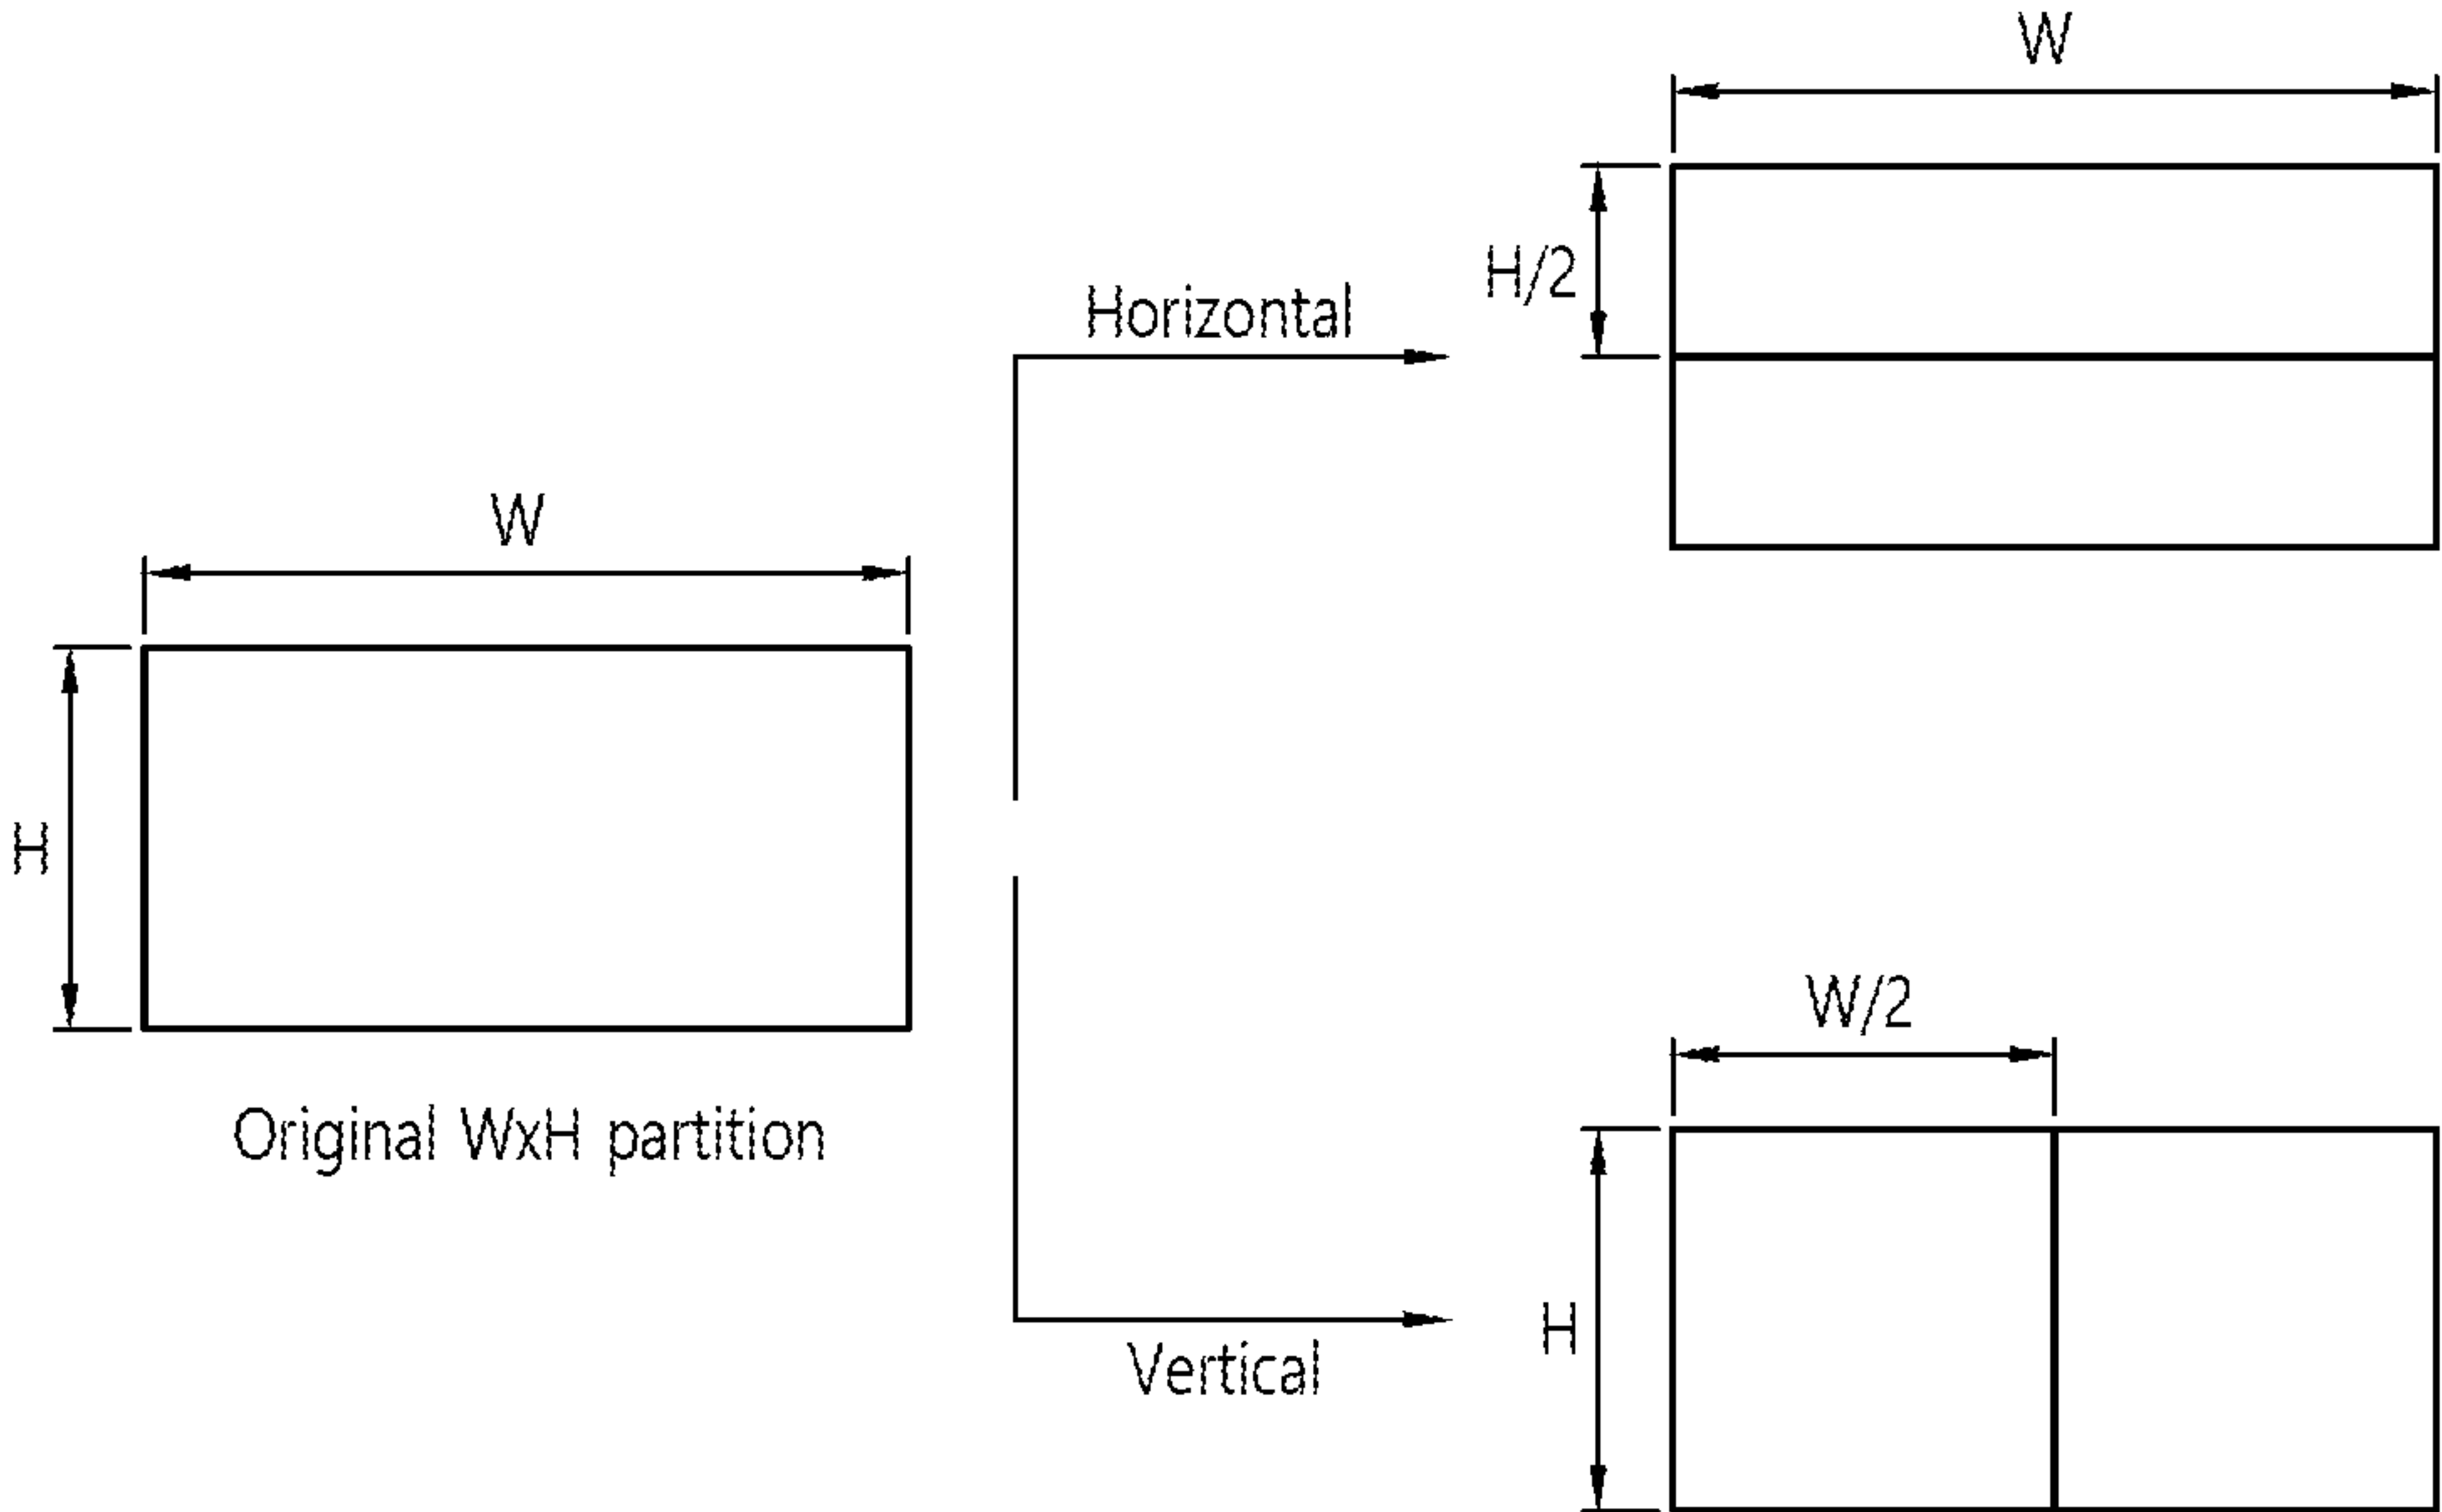 W
H/2
Horizontal
W
H
Original WxH partition
W/2
H
Vertical